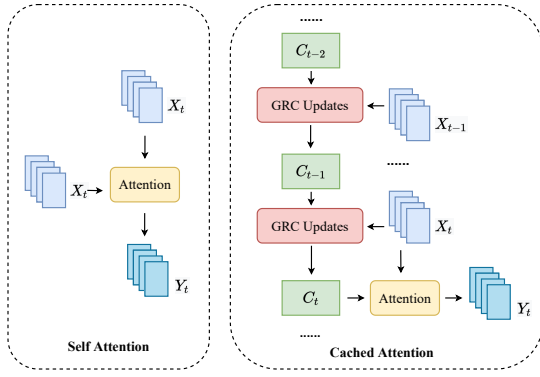 X_t
X_t
Attention
Y_t
Self Attention
......
C_{t-2}
GRC Updates
X_{t-1}
......
C_{t-1}
GRC Updates
X_t
C_t
Attention
Y_t
......
Cached Attention